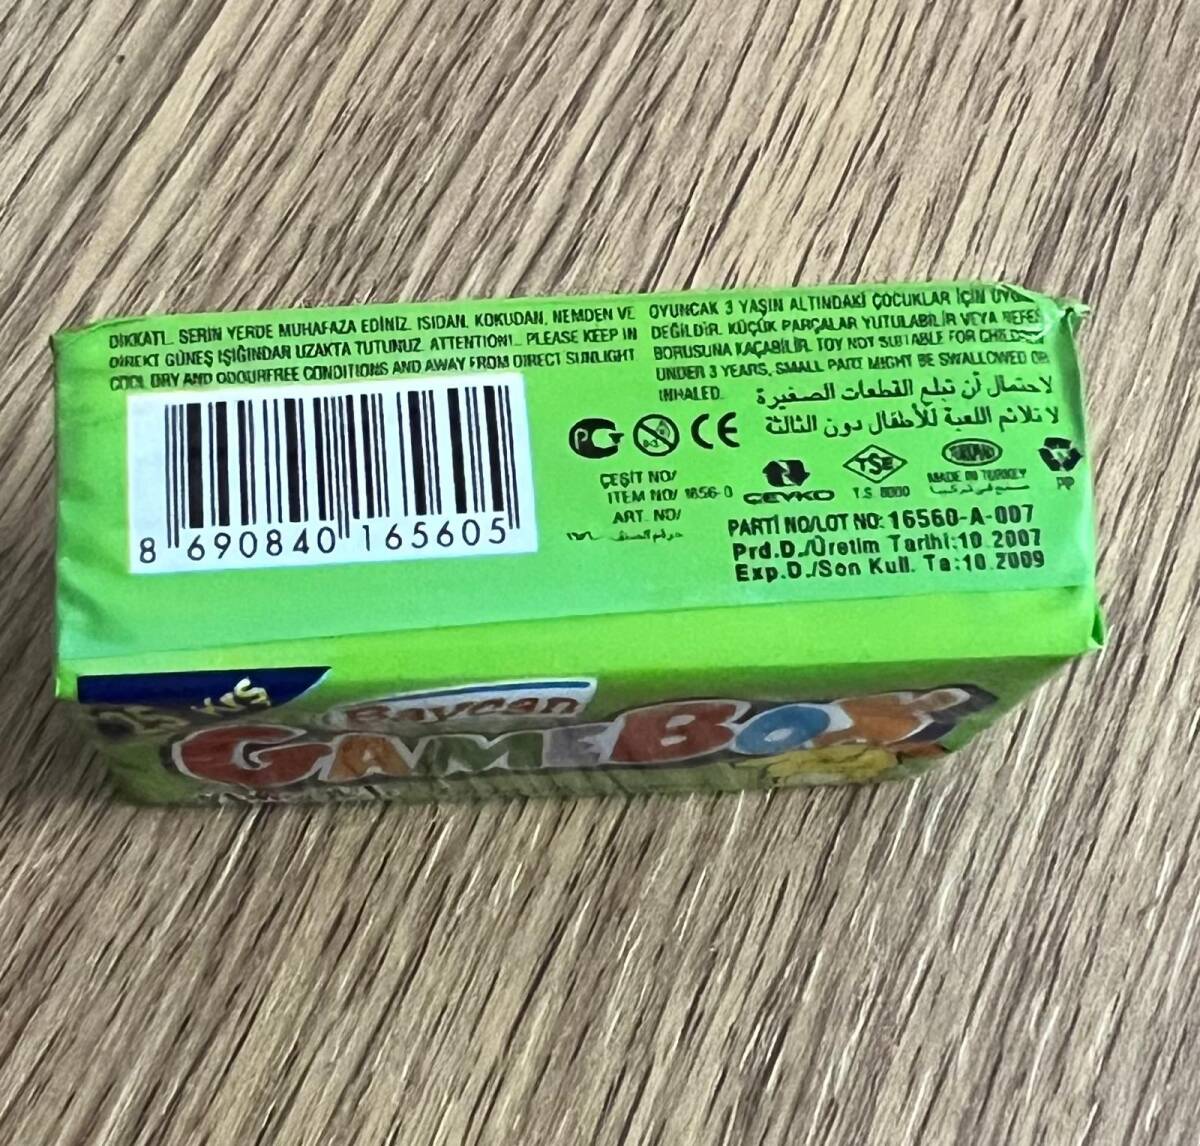 DİKKAT!.. SERİN YERDE MUHAFAZA EDİNİZ. ISIDAN, KOKUDAN, NEMDEN VE
DİREKT GÜNEŞ IŞIĞINDAN UZAKTA TUTUNUZ. ATTENTION!.. PLEASE KEEP IN
COOL DRY AND ODOURFREE CONDITIONS AND AWAY FROM DIRECT SUNLIGHT
8 690840 165605
OYUNCAK 3 YAŞIN ALTINDAKİ ÇOCUKLAR İÇİN
DEĞİLDİR. KÜÇÜK PARÇALAR YUTULABİLİR VEYA NEFES
BORUSUNA KAÇABİLİR. TOY NOT SUITABLE FOR CHILDREN
UNDER 3 YEARS, SMALL PART MIGHT BE SWALLOWED OR
INHALED.
لاحتمال أن تبلع القطعات الصغيرة
لا تلائم اللعبة للأطفال دون الثالثة
0-3
CE
ÇEŞİT NO/
ITEM NO/ 1656-0
ART. NO/
ÇEVKO
TSE
T.S.
MADE IN TURKEY
PP
PARTİ NO/LOT NO: 16560-A-007
Prd.D./Üretim Tarihi:10.2007
Exp.D./Son Kull. Ta:10.2009
Baycan
GAMEBOX